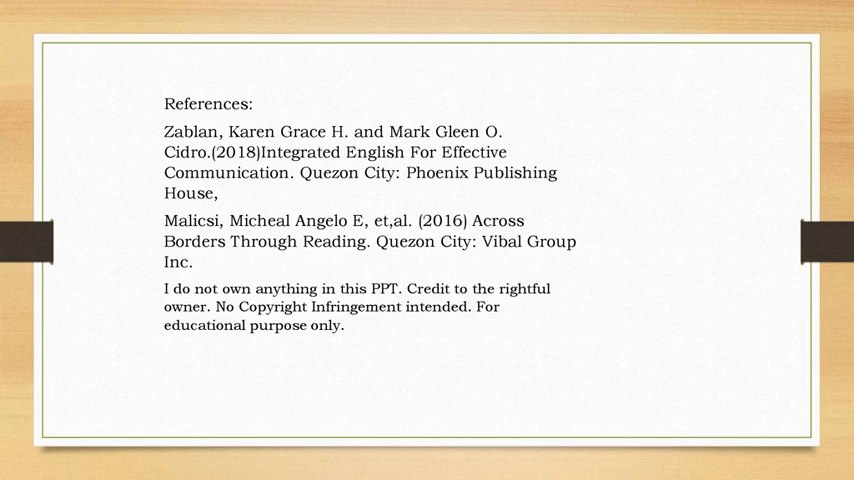 References:
Zablan, Karen Grace H. and Mark Gleen O.
Cidro.(2018)Integrated English For Effective
Communication. Quezon City: Phoenix Publishing
House,
Malicsi, Micheal Angelo E, et,al. (2016) Across
Borders Through Reading. Quezon City: Vibal Group
Inc.
I do not own anything in this PPT. Credit to the rightful
owner. No Copyright Infringement intended. For
educational purpose only.